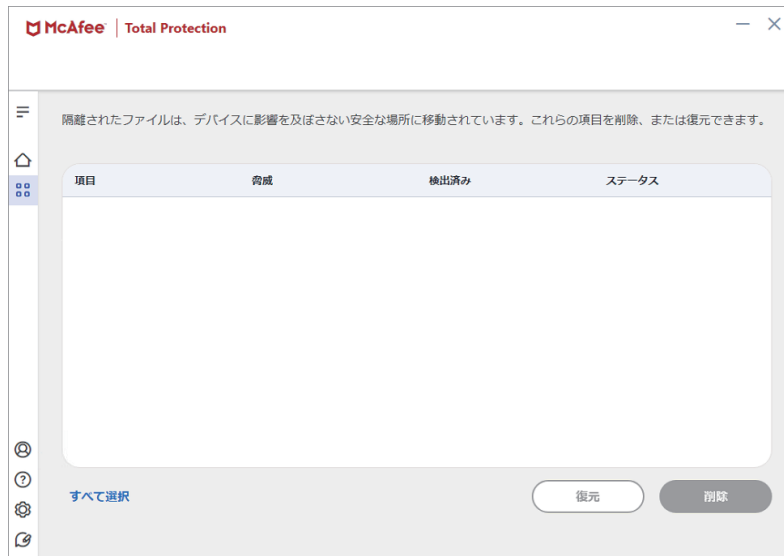 McAfee Total Protection
隔離されたファイルは、デバイスに影響を及ぼさない安全な場所に移動されています。これらの項目を削除、または復元できます。
項目 脅威 検出済み ステータス
すべて選択 復元 削除